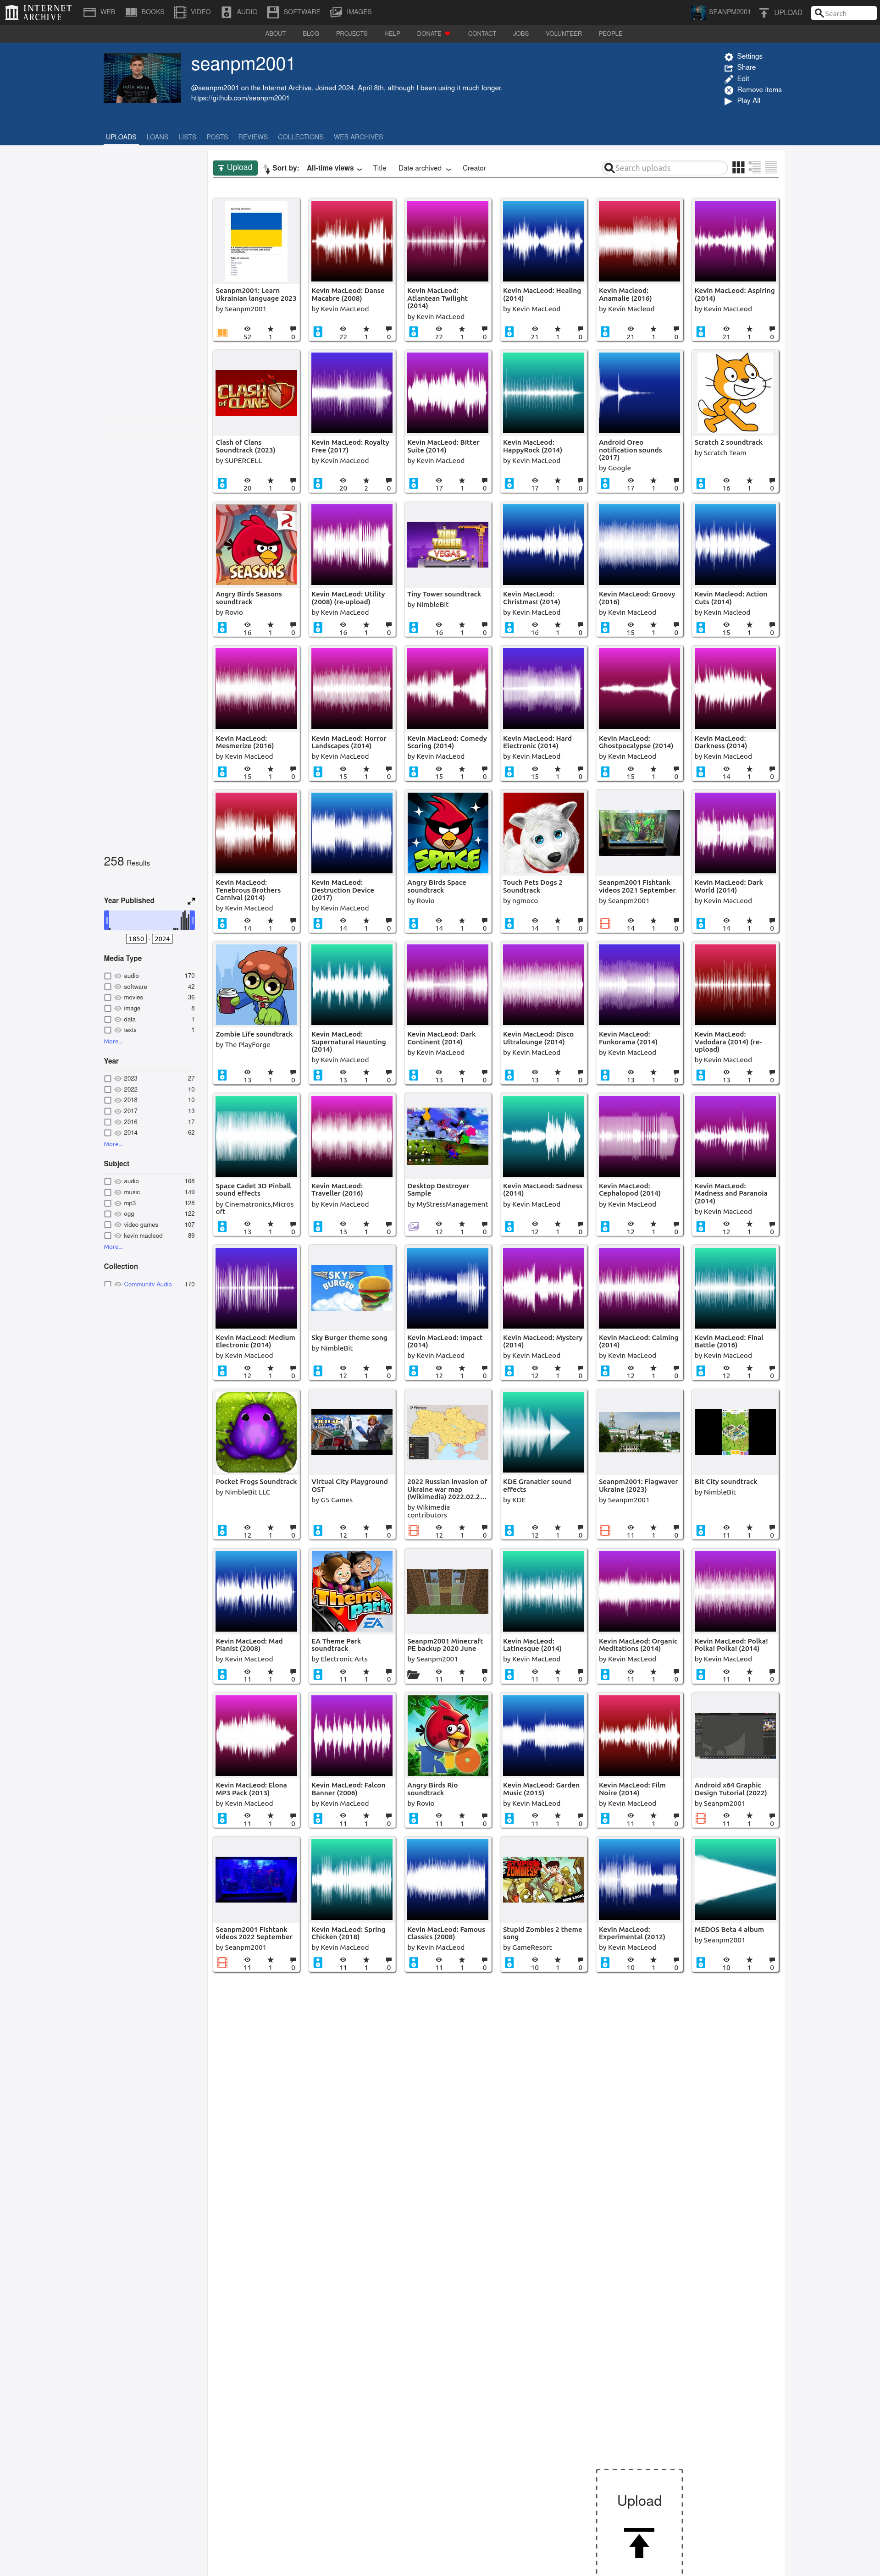 INTERNET ARCHIVE
WEB
BOOKS
VIDEO
AUDIO
SOFTWARE
IMAGES
SEANPM2001
UPLOAD
Search
ABOUT
BLOG
PROJECTS
HELP
DONATE
CONTACT
JOBS
VOLUNTEER
PEOPLE
seanpm2001
@seanpm2001 on the Internet Archive. Joined 2024, April 8th, although I been using it much longer.
https://github.com/seanpm2001
Settings
Share
Edit
Remove items
Play All
UPLOADS
LOANS
LISTS
POSTS
REVIEWS
COLLECTIONS
WEB ARCHIVES
Upload
Sort by:
All-time views
Title
Date archived
Creator
Search uploads
258 Results
Year Published
1850 - 2024
Media Type
audio 170
software 42
movies 36
image 8
data 1
texts 1
More...
Year
2023 27
2022 10
2018 10
2017 13
2016 17
2014 62
More...
Subject
audio 168
music 149
mp3 128
ogg 122
video games 107
kevin macleod 89
More...
Collection
Community Audio 170
Seanpm2001: Learn
Ukrainian language 2023
by Seanpm2001
52 1 0
Kevin MacLeod: Danse
Macabre (2008)
by Kevin MacLeod
22 1 0
Kevin MacLeod:
Atlantean Twilight
(2014)
by Kevin MacLeod
22 1 0
Kevin MacLeod: Healing
(2014)
by Kevin MacLeod
21 1 0
Kevin Macleod:
Anamalie (2016)
by Kevin Macleod
21 1 0
Kevin MacLeod: Aspiring
(2014)
by Kevin MacLeod
21 1 0
CLASH of CLANS
Clash of Clans
Soundtrack (2023)
by SUPERCELL
20 1 0
Kevin MacLeod: Royalty
Free (2017)
by Kevin MacLeod
20 2 0
Kevin MacLeod: Bitter
Suite (2014)
by Kevin MacLeod
17 1 0
Kevin MacLeod:
HappyRock (2014)
by Kevin MacLeod
17 1 0
Android Oreo
notification sounds
(2017)
by Google
17 1 0
Scratch 2 soundtrack
by Scratch Team
16 1 0
SEASONS
Angry Birds Seasons
soundtrack
by Rovio
16 1 0
Kevin MacLeod: Utility
(2008) (re-upload)
by Kevin MacLeod
16 1 0
TINY TOWER VEGAS
Tiny Tower soundtrack
by NimbleBit
16 1 0
Kevin MacLeod:
Christmas! (2014)
by Kevin MacLeod
16 1 0
Kevin MacLeod: Groovy
(2016)
by Kevin MacLeod
15 1 0
Kevin Macleod: Action
Cuts (2014)
by Kevin Macleod
15 1 0
Kevin MacLeod:
Mesmerize (2016)
by Kevin MacLeod
15 1 0
Kevin MacLeod: Horror
Landscapes (2014)
by Kevin MacLeod
15 1 0
Kevin MacLeod: Comedy
Scoring (2014)
by Kevin MacLeod
15 1 0
Kevin MacLeod: Hard
Electronic (2014)
by Kevin MacLeod
15 1 0
Kevin MacLeod:
Ghostpocalypse (2014)
by Kevin MacLeod
15 1 0
Kevin MacLeod:
Darkness (2014)
by Kevin MacLeod
14 1 0
Kevin MacLeod:
Tenebrous Brothers
Carnival (2014)
by Kevin MacLeod
14 1 0
Kevin MacLeod:
Destruction Device
(2017)
by Kevin MacLeod
14 1 0
SPACE
Angry Birds Space
soundtrack
by Rovio
14 1 0
Touch Pets Dogs 2
Soundtrack
by ngmoco
14 1 0
Seanpm2001 Fishtank
videos 2021 September
by Seanpm2001
14 1 0
Kevin MacLeod: Dark
World (2014)
by Kevin MacLeod
14 1 0
Zombie Life soundtrack
by The PlayForge
13 1 0
Kevin MacLeod:
Supernatural Haunting
(2014)
by Kevin MacLeod
13 1 0
Kevin MacLeod: Dark
Continent (2014)
by Kevin MacLeod
13 1 0
Kevin MacLeod: Disco
Ultralounge (2014)
by Kevin MacLeod
13 1 0
Kevin MacLeod:
Funkorama (2014)
by Kevin MacLeod
13 1 0
Kevin MacLeod:
Vadodara (2014) (re-
upload)
by Kevin MacLeod
13 1 0
Space Cadet 3D Pinball
sound effects
by Cinematronics,Micros
oft
13 1 0
Kevin MacLeod:
Traveller (2016)
by Kevin MacLeod
13 1 0
Desktop Destroyer
Sample
by MyStressManagement
12 1 0
Kevin MacLeod: Sadness
(2014)
by Kevin MacLeod
12 1 0
Kevin MacLeod:
Cephalopod (2014)
by Kevin MacLeod
12 1 0
Kevin MacLeod:
Madness and Paranoia
(2014)
by Kevin MacLeod
12 1 0
Kevin MacLeod: Medium
Electronic (2014)
by Kevin MacLeod
12 1 0
SKY BURGER
Sky Burger theme song
by NimbleBit
12 1 0
Kevin MacLeod: Impact
(2014)
by Kevin MacLeod
12 1 0
Kevin MacLeod: Mystery
(2014)
by Kevin MacLeod
12 1 0
Kevin MacLeod: Calming
(2014)
by Kevin MacLeod
12 1 0
Kevin MacLeod: Final
Battle (2016)
by Kevin MacLeod
12 1 0
Pocket Frogs Soundtrack
by NimbleBit LLC
12 1 0
Virtual City Playground
OST
by G5 Games
12 1 0
2022 Russian invasion of
Ukraine war map
(Wikimedia) 2022.02.2...
by Wikimedia
contributors
12 1 0
KDE Granatier sound
effects
by KDE
12 1 0
Seanpm2001: Flagwaver
Ukraine (2023)
by Seanpm2001
11 1 0
Bit City soundtrack
by NimbleBit
11 1 0
Kevin MacLeod: Mad
Pianist (2008)
by Kevin MacLeod
11 1 0
Theme Park
EA
EA Theme Park
soundtrack
by Electronic Arts
11 1 0
Seanpm2001 Minecraft
PE backup 2020 June
by Seanpm2001
11 1 0
Kevin MacLeod:
Latinesque (2014)
by Kevin MacLeod
11 1 0
Kevin MacLeod: Organic
Meditations (2014)
by Kevin MacLeod
11 1 0
Kevin MacLeod: Polka!
Polka! Polka! (2014)
by Kevin MacLeod
11 1 0
Kevin MacLeod: Elona
MP3 Pack (2013)
by Kevin MacLeod
11 1 0
Kevin MacLeod: Falcon
Banner (2006)
by Kevin MacLeod
11 1 0
RIO
Angry Birds Rio
soundtrack
by Rovio
11 1 0
Kevin MacLeod: Garden
Music (2015)
by Kevin MacLeod
11 1 0
Kevin MacLeod: Film
Noire (2014)
by Kevin MacLeod
11 1 0
Android x64 Graphic
Design Tutorial (2022)
by Seanpm2001
11 1 0
Seanpm2001 Fishtank
videos 2022 September
by Seanpm2001
11 1 0
Kevin MacLeod: Spring
Chicken (2018)
by Kevin MacLeod
11 1 0
Kevin MacLeod: Famous
Classics (2008)
by Kevin MacLeod
11 1 0
Stupid Zombies 2 theme
song
by GameResort
10 1 0
Kevin MacLeod:
Experimental (2012)
by Kevin MacLeod
10 1 0
MEDOS Beta 4 album
by Seanpm2001
10 1 0
Upload